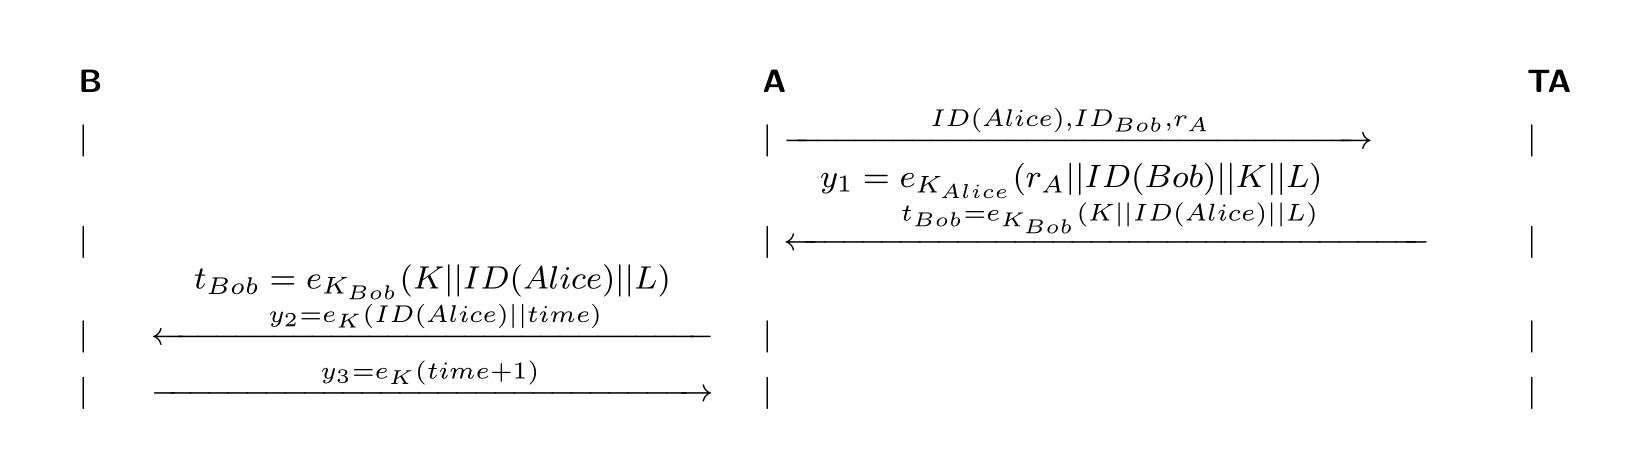 B A TA
| | ID(Alice),ID_{Bob},r_A |
y_1 = e_{K_{Alice}}(r_A||ID(Bob)||K||L)
t_{Bob}=e_{K_{Bob}}(K||ID(Alice)||L)
| | |
t_{Bob} = e_{K_{Bob}}(K||ID(Alice)||L)
y_2=e_K(ID(Alice)||time)
| | |
y_3=e_K(time+1)
| | |